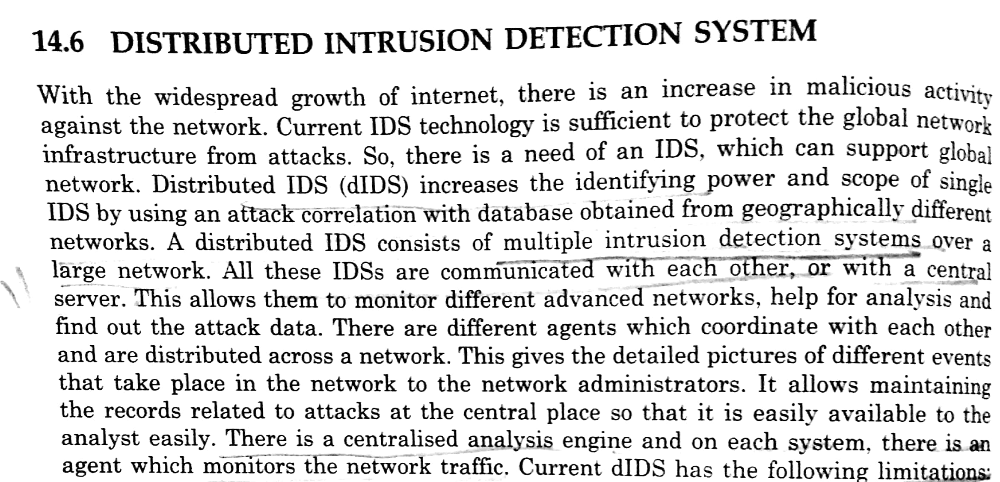 14.6 DISTRIBUTED INTRUSION DETECTION SYSTEM
With the widespread growth of internet, there is an increase in malicious activity
against the network. Current IDS technology is sufficient to protect the global network
infrastructure from attacks. So, there is a need of an IDS, which can support global
network. Distributed IDS (dIDS) increases the identifying power and scope of single
IDS by using an attack correlation with database obtained from geographically different
networks. A distributed IDS consists of multiple intrusion detection systems over a
large network. All these IDSs are communicated with each other, or with a central
server. This allows them to monitor different advanced networks, help for analysis and
find out the attack data. There are different agents which coordinate with each other
and are distributed across a network. This gives the detailed pictures of different events
that take place in the network to the network administrators. It allows maintaining
the records related to attacks at the central place so that it is easily available to the
analyst easily. There is a centralised analysis engine and on each system, there is an
agent which monitors the network traffic. Current dIDS has the following limitations: